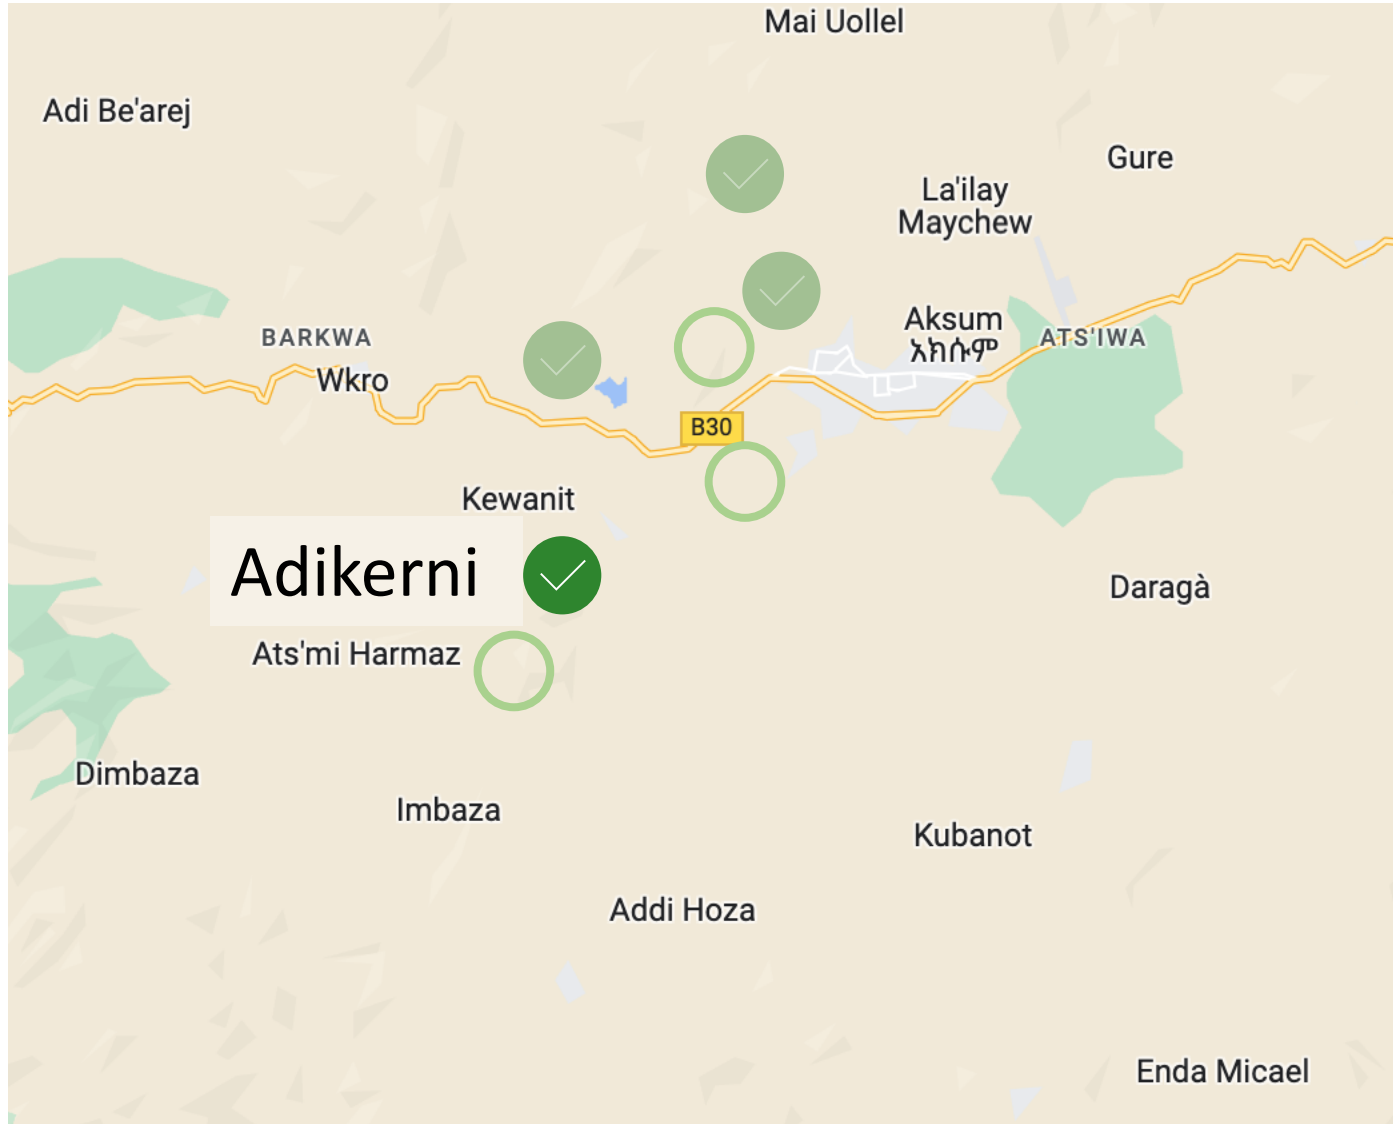 Mai Uollel
Adi Be'arej
Gure
La'ilay
Maychew
Aksum
አክሱም
ATS'IWA
BARKWA
Wkro
B30
Kewanit
Adikerni
Daragà
Ats'mi Harmaz
Dimbaza
Imbaza
Kubanot
Addi Hoza
Enda Micael